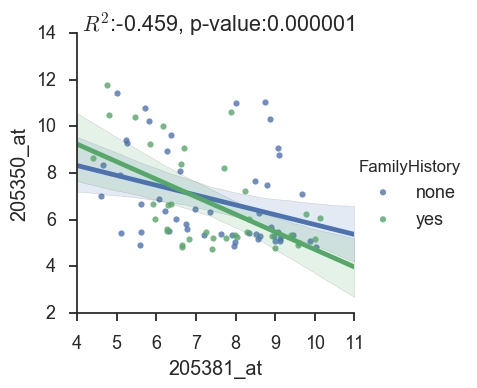 R²:-0.459, p-value:0.000001
14
12
10
8
6
4
2
205350_at
4 5 6 7 8 9 10 11
205381_at
FamilyHistory
none
yes